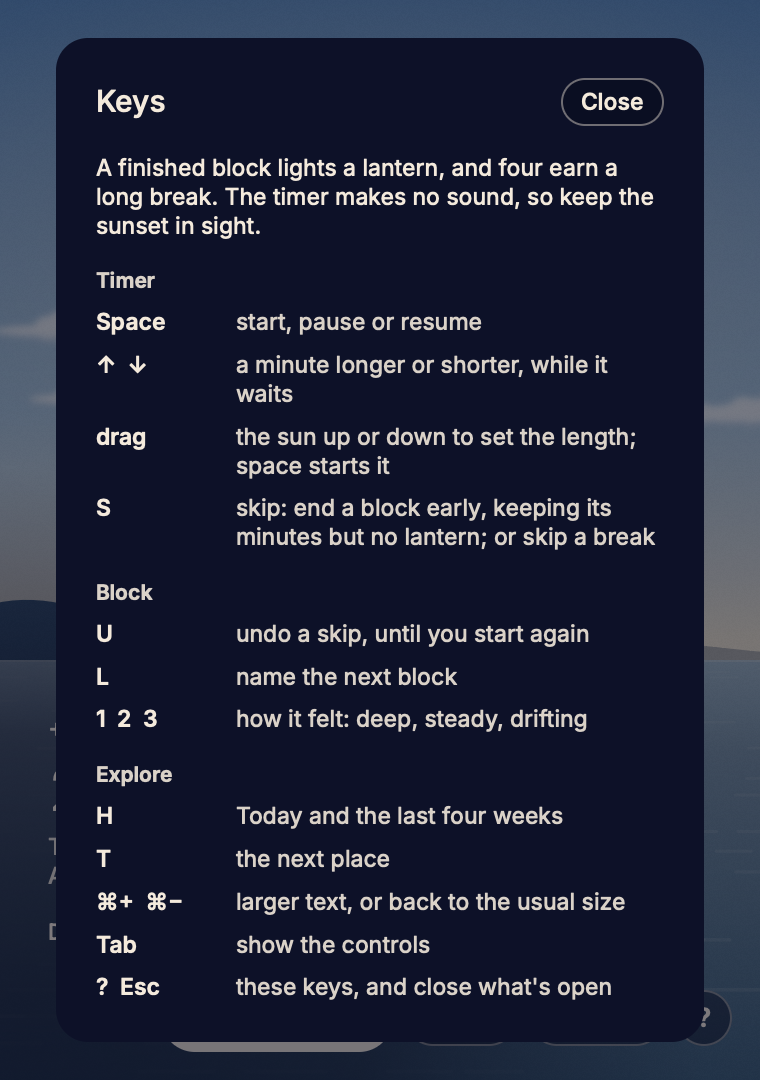 Keys
Close
A finished block lights a lantern, and four earn a
long break. The timer makes no sound, so keep the
sunset in sight.
Timer
Space start, pause or resume
↑ ↓ a minute longer or shorter, while it
waits
drag the sun up or down to set the length;
space starts it
S skip: end a block early, keeping its
minutes but no lantern; or skip a break
Block
U undo a skip, until you start again
L name the next block
1 2 3 how it felt: deep, steady, drifting
Explore
H Today and the last four weeks
T the next place
⌘+ ⌘− larger text, or back to the usual size
Tab show the controls
? Esc these keys, and close what's open
?